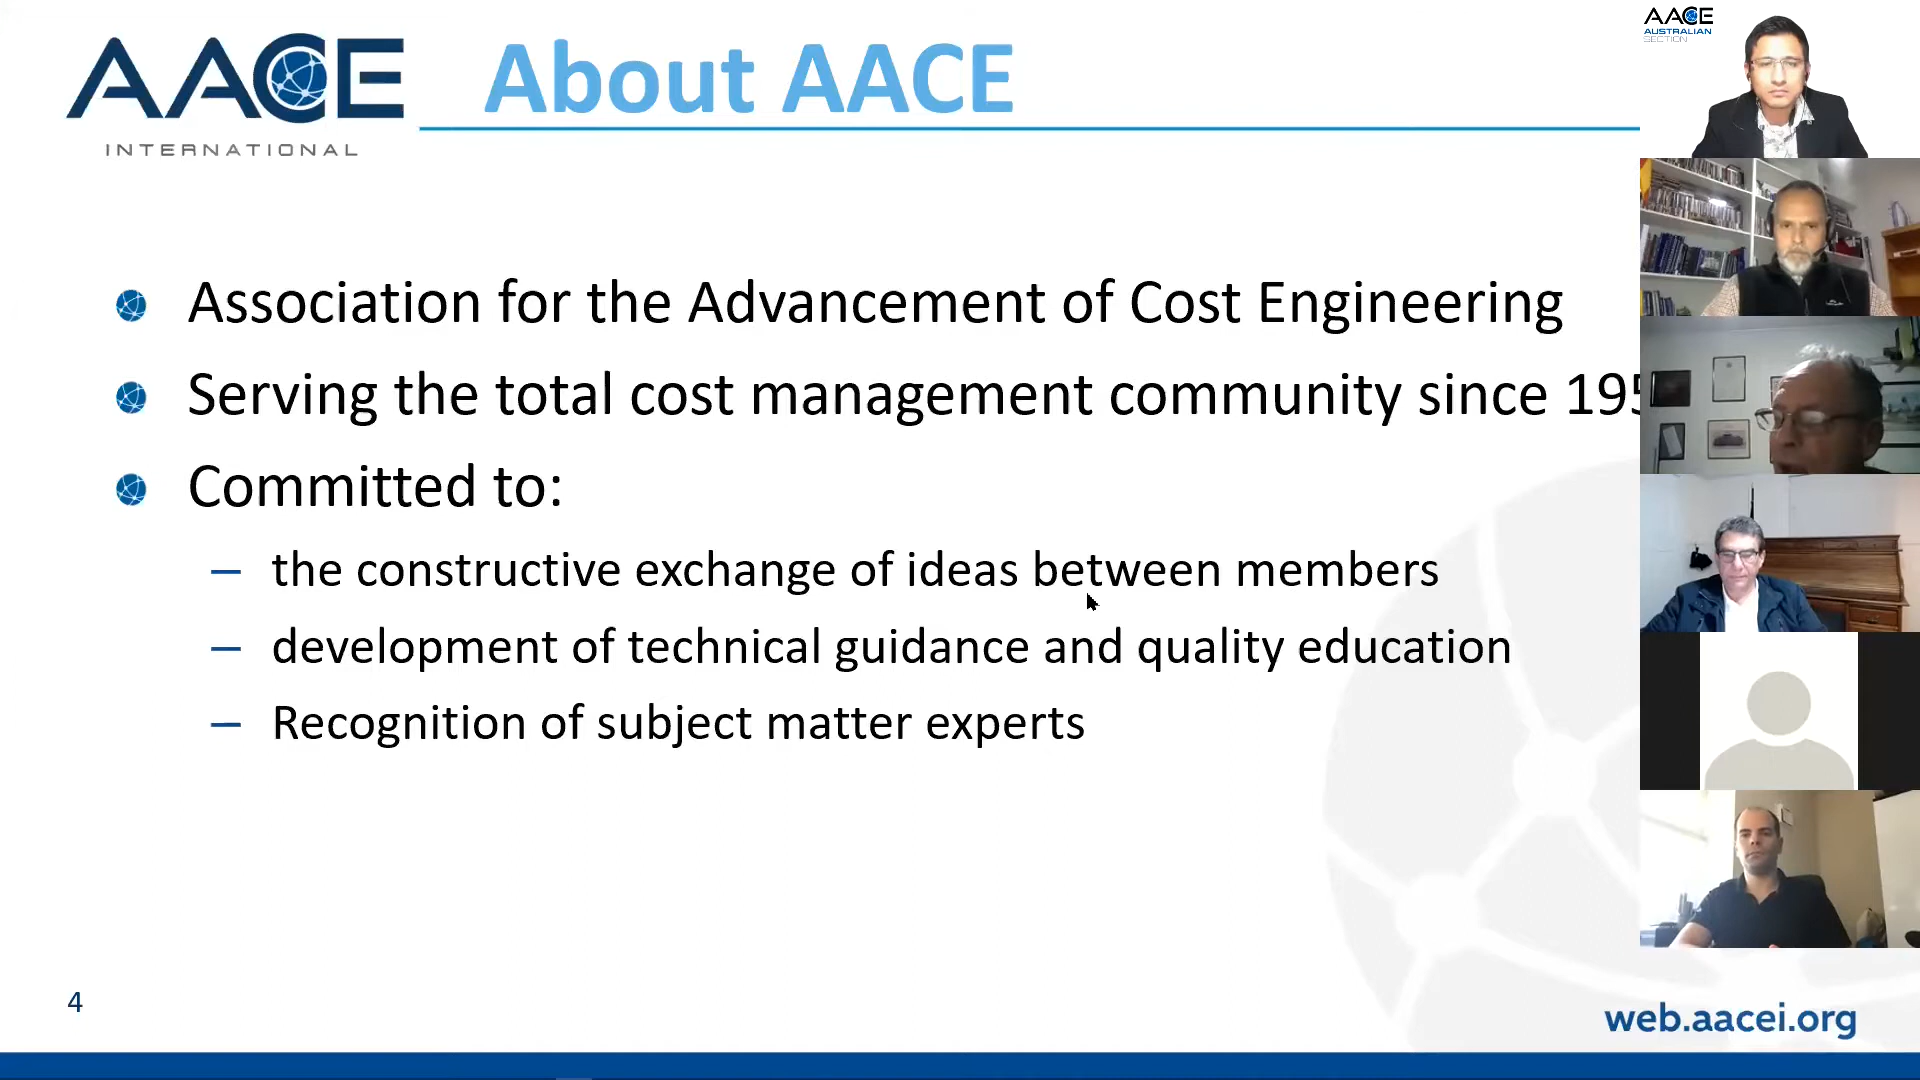 AACE
INTERNATIONAL
About AACE
AACE
AUSTRALIAN
SECTION
Association for the Advancement of Cost Engineering
Serving the total cost management community since 195
Committed to:
– the constructive exchange of ideas between members
– development of technical guidance and quality education
– Recognition of subject matter experts
4
web.aacei.org